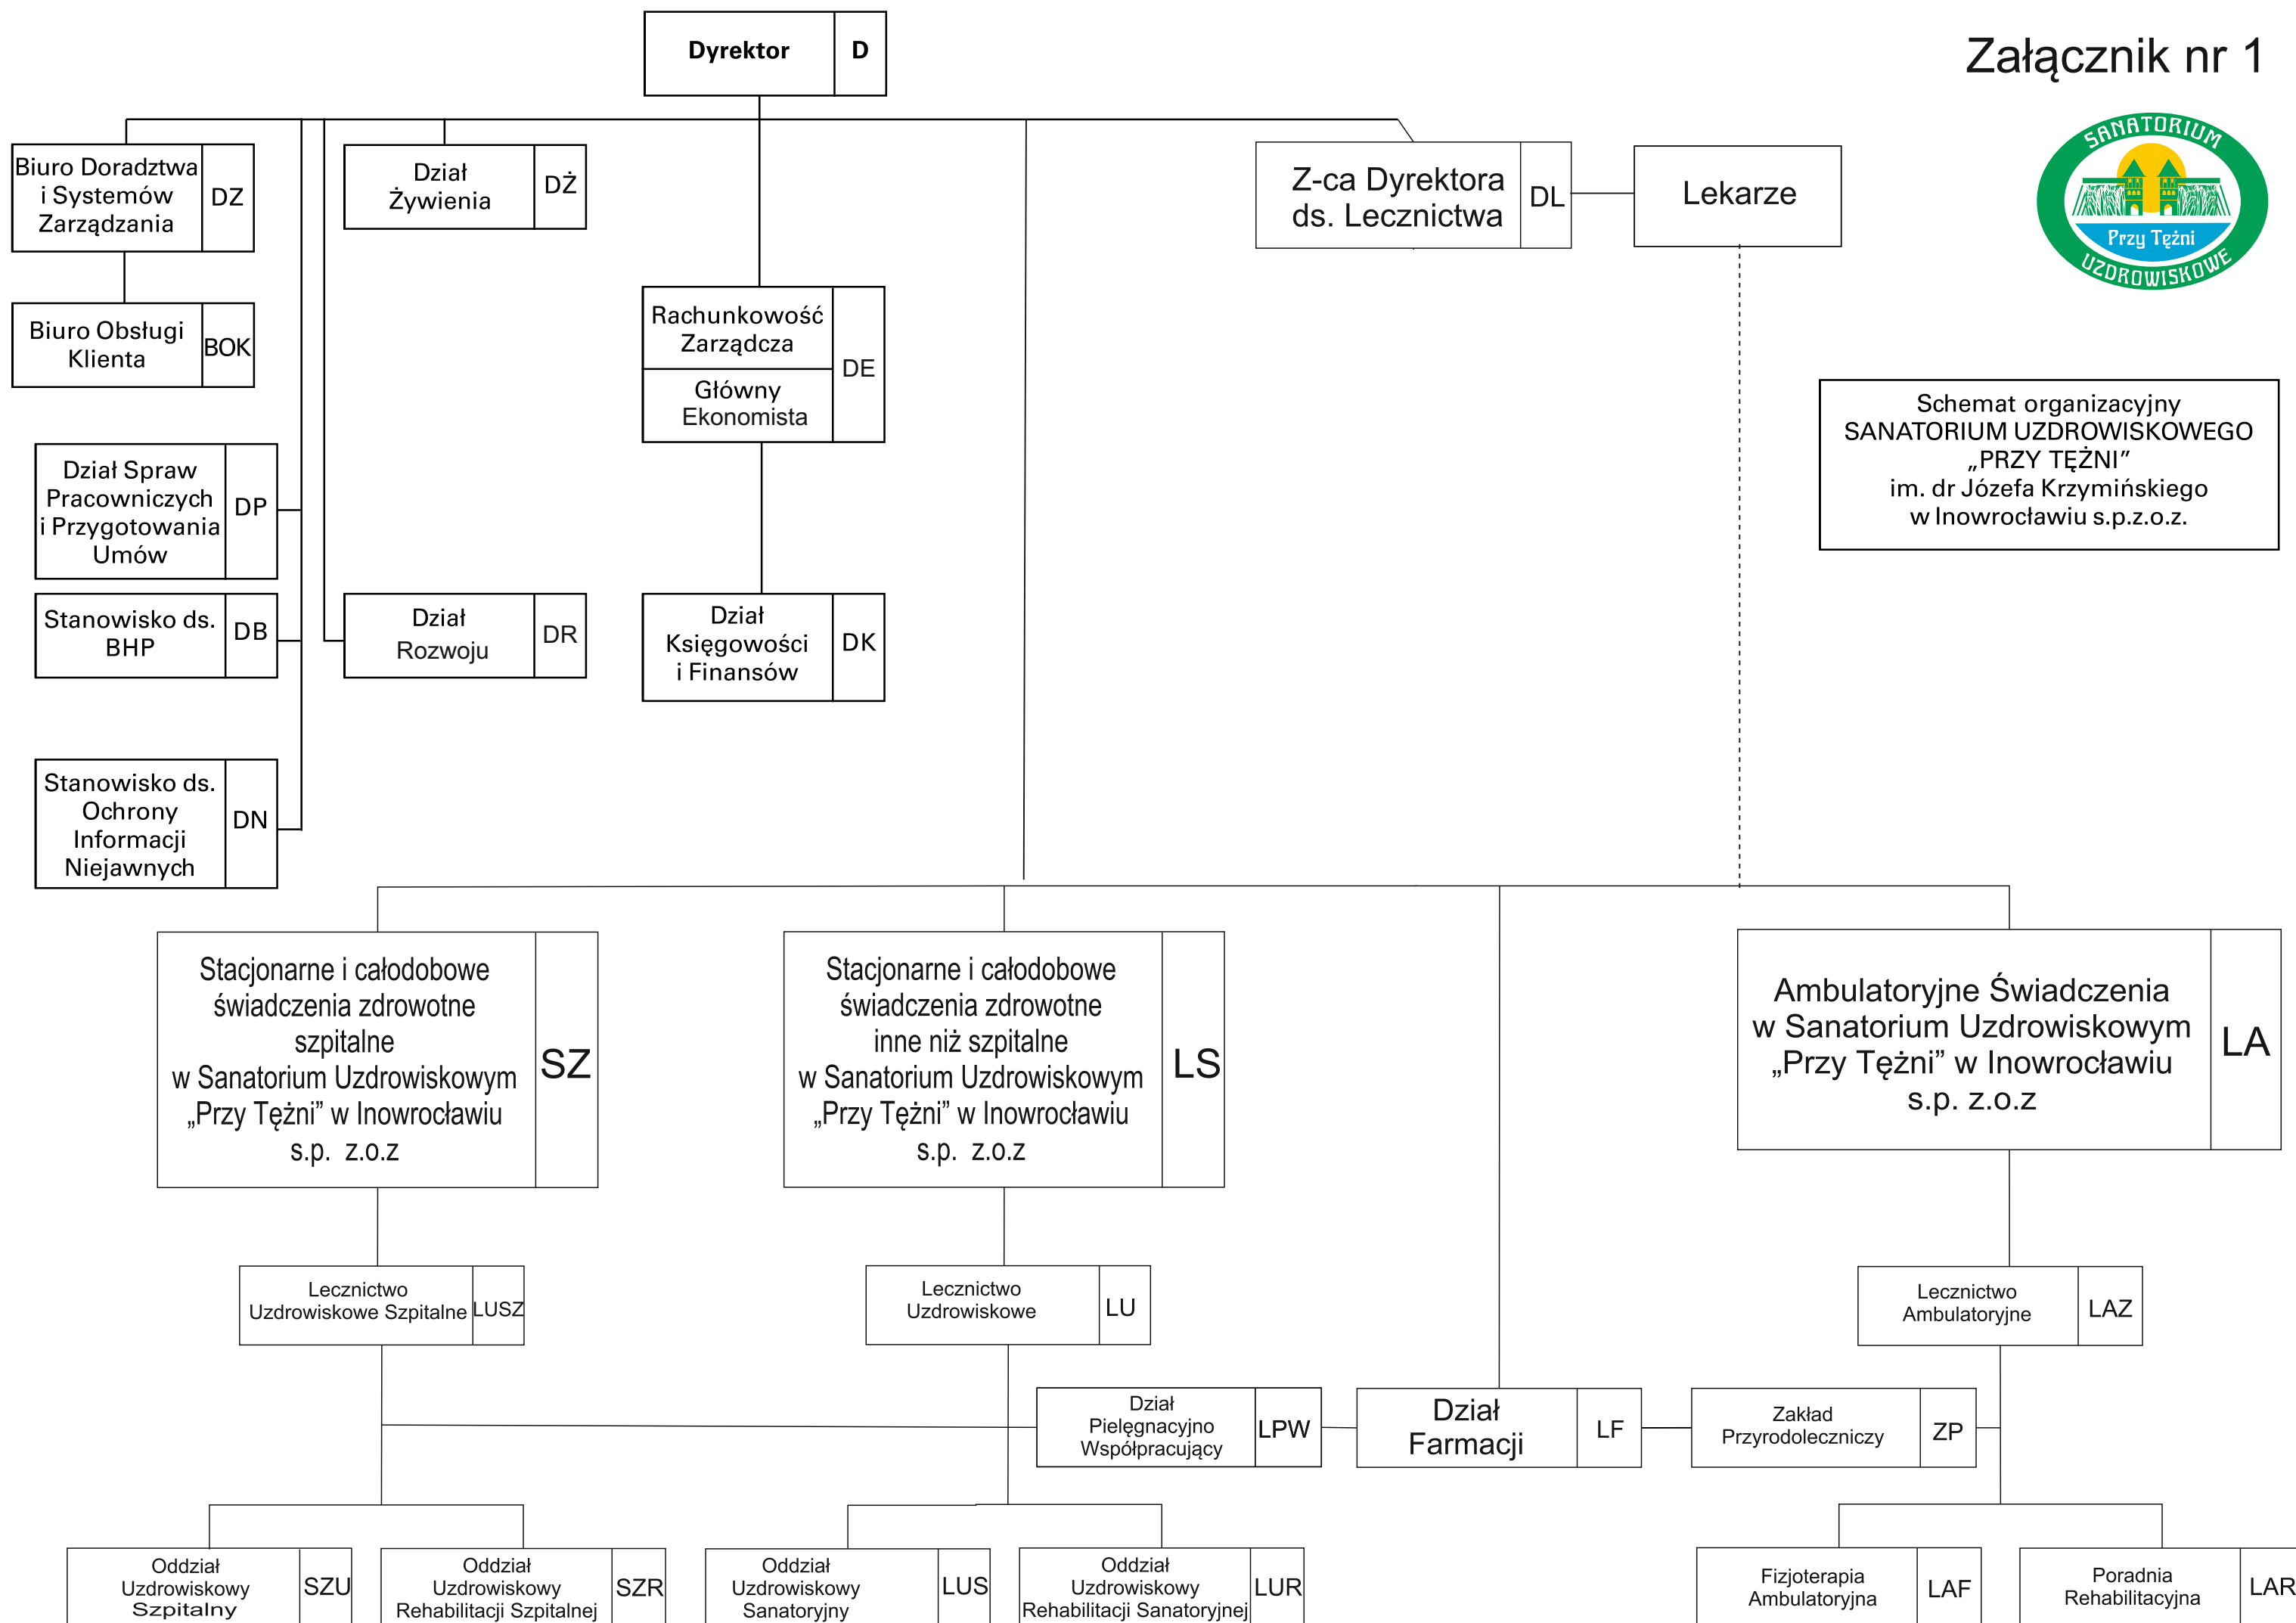 Dyrektor D
Załącznik nr 1
SANATORIUM
Przy Tężni
UZDROWISKOWE
Biuro Doradztwa
i Systemów
Zarządzania
DZ
Dział
Żywienia
DŻ
Z-ca Dyrektora
ds. Lecznictwa
DL
Lekarze
Biuro Obsługi
Klienta
BOK
Rachunkowość
Zarządcza
Główny
Ekonomista
DE
Schemat organizacyjny
SANATORIUM UZDROWISKOWEGO
„PRZY TĘŻNI”
im. dr Józefa Krzymińskiego
w Inowrocławiu s.p.z.o.z.
Dział Spraw
Pracowniczych
i Przygotowania
Umów
DP
Stanowisko ds.
BHP
DB
Dział
Rozwoju
DR
Dział
Księgowości
i Finansów
DK
Stanowisko ds.
Ochrony
Informacji
Niejawnych
DN
Stacjonarne i całodobowe
świadczenia zdrowotne
szpitalne
w Sanatorium Uzdrowiskowym
„Przy Tężni” w Inowrocławiu
s.p. z.o.z
SZ
Stacjonarne i całodobowe
świadczenia zdrowotne
inne niż szpitalne
w Sanatorium Uzdrowiskowym
„Przy Tężni” w Inowrocławiu
s.p. z.o.z
LS
Ambulatoryjne Świadczenia
w Sanatorium Uzdrowiskowym
„Przy Tężni” w Inowrocławiu
s.p. z.o.z
LA
Lecznictwo
Uzdrowiskowe Szpitalne
LUSZ
Lecznictwo
Uzdrowiskowe
LU
Lecznictwo
Ambulatoryjne
LAZ
Dział
Pielęgnacyjno
Współpracujący
LPW
Dział
Farmacji
LF
Zakład
Przyrodoleczniczy
ZP
Oddział
Uzdrowiskowy
Szpitalny
SZU
Oddział
Uzdrowiskowy
Rehabilitacji Szpitalnej
SZR
Oddział
Uzdrowiskowy
Sanatoryjny
LUS
Oddział
Uzdrowiskowy
Rehabilitacji Sanatoryjnej
LUR
Fizjoterapia
Ambulatoryjna
LAF
Poradnia
Rehabilitacyjna
LAR